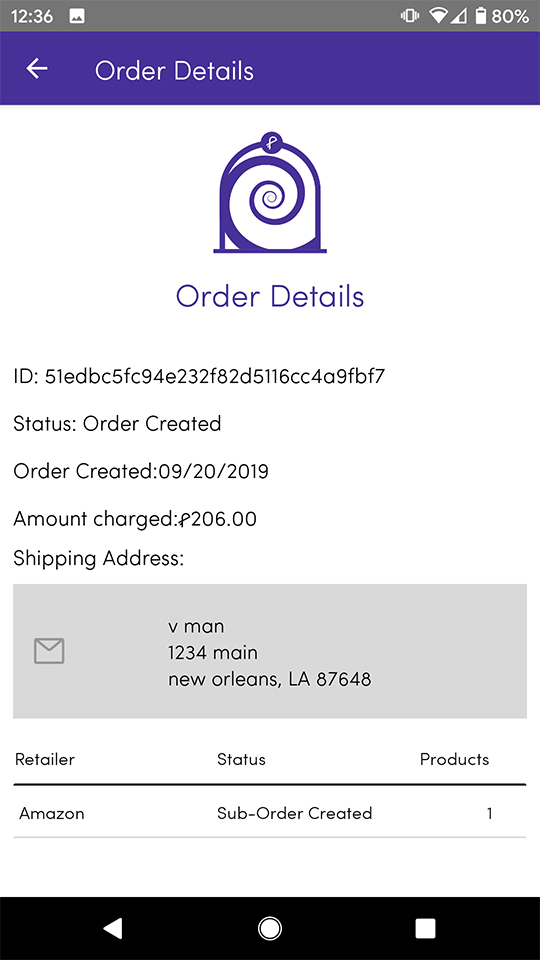 12:36 80%
Order Details
Order Details
ID: 51edbc5fc94e232f82d5116cc4a9fbf7
Status: Order Created
Order Created:09/20/2019
Amount charged:₽206.00
Shipping Address:
v man
1234 main
new orleans, LA 87648
Retailer Status Products
Amazon Sub-Order Created 1